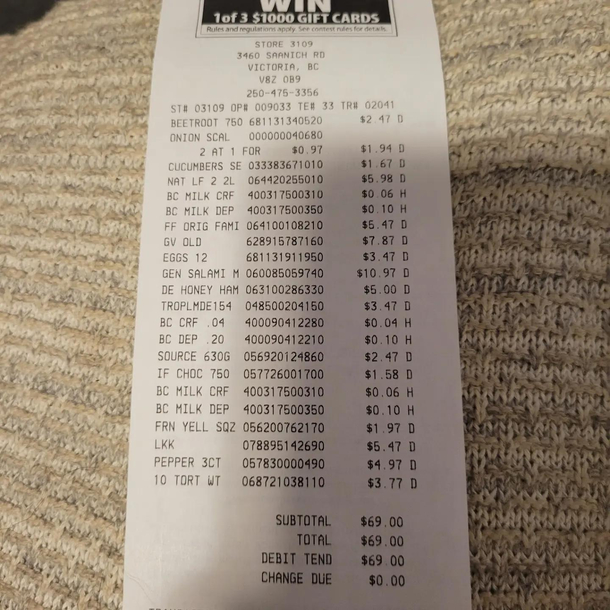 WIN
1 of 3 $1000 GIFT CARDS
Rules and regulations apply. See contest rules for details.
STORE 3109
3460 SAANICH RD
VICTORIA, BC
V8Z 0B9
250-475-3356
ST# 03109 OP# 009033 TE# 33 TR# 02041
BEETROOT 750 681131340520 $2.47 D
ONION SCAL 000000040680
2 AT 1 FOR $0.97 $1.94 D
CUCUMBERS SE 033383671010 $1.67 D
NAT LF 2 2L 064420255010 $5.98 D
BC MILK CRF 400317500310 $0.06 H
BC MILK DEP 400317500350 $0.10 H
FF ORIG FAMI 064100108210 $5.47 D
GV OLD 628915787160 $7.87 D
EGGS 12 681131911950 $3.47 D
GEN SALAMI M 060085059740 $10.97 D
DE HONEY HAM 063100286330 $5.00 D
TROPLMDE154 048500204150 $3.47 D
BC CRF .04 400090412280 $0.04 H
BC DEP .20 400090412210 $0.10 H
SOURCE 630G 056920124860 $2.47 D
IF CHOC 750 057726001700 $1.58 D
BC MILK CRF 400317500310 $0.06 H
BC MILK DEP 400317500350 $0.10 H
FRN YELL SQZ 056200762170 $1.97 D
LKK 078895142690 $5.47 D
PEPPER 3CT 057830000490 $4.97 D
10 TORT WT 068721038110 $3.77 D
SUBTOTAL $69.00
TOTAL $69.00
DEBIT TEND $69.00
CHANGE DUE $0.00